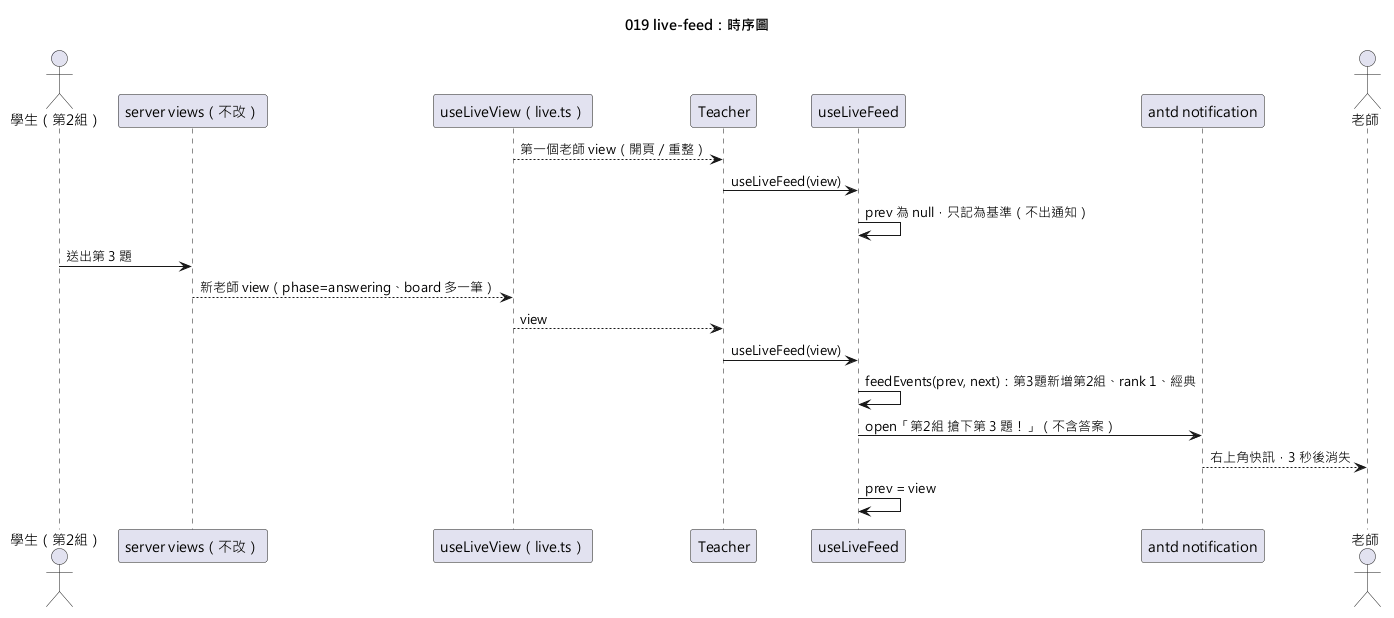 019 live-feed：時序圖
學生（第2組）
server views（不改）
useLiveView（live.ts）
Teacher
useLiveFeed
antd notification
老師
第一個老師 view（開頁／重整）
useLiveFeed(view)
prev 為 null，只記為基準（不出通知）
送出第 3 題
新老師 view（phase=answering、board 多一筆）
view
useLiveFeed(view)
feedEvents(prev, next)：第3題新增第2組、rank 1、經典
open「第2組 搶下第 3 題！」（不含答案）
右上角快訊，3 秒後消失
prev = view
學生（第2組）
server views（不改）
useLiveView（live.ts）
Teacher
useLiveFeed
antd notification
老師